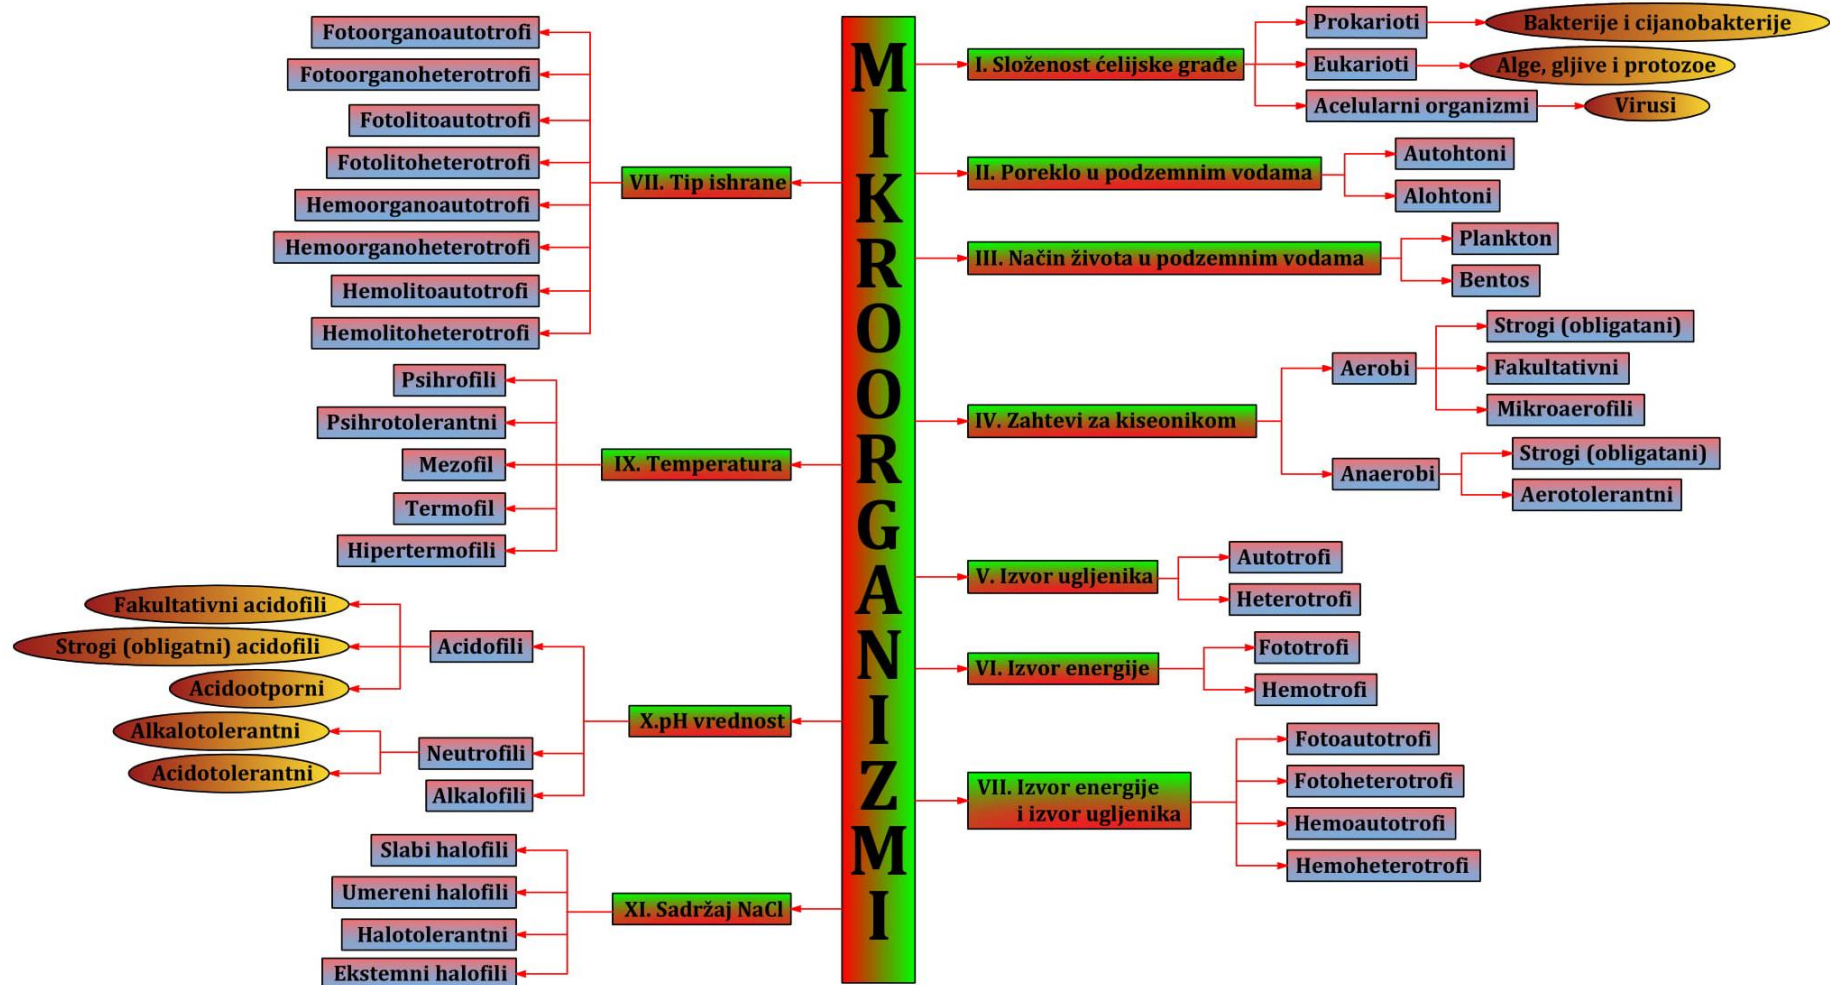 MIKROORGANIZMI
I. Složenost ćelijske građe
Prokarioti
Bakterije i cijanobakterije
Eukarioti
Alge, gljive i protozoe
Acelularni organizmi
Virusi
II. Poreklo u podzemnim vodama
Autohtoni
Alohtoni
III. Način života u podzemnim vodama
Plankton
Bentos
IV. Zahtevi za kiseonikom
Aerobi
Strogi (obligatani)
Fakultativni
Mikroaerofili
Anaerobi
Strogi (obligatani)
Aerotolerantni
V. Izvor ugljenika
Autotrofi
Heterotrofi
VI. Izvor energije
Fototrofi
Hemotrofi
VII. Izvor energije
i izvor ugljenika
Fotoautotrofi
Fotoheterotrofi
Hemoautotrofi
Hemoheterotrofi
VII. Tip ishrane
Fotoorganoautotrofi
Fotoorganoheterotrofi
Fotolitoautotrofi
Fotolitoheterotrofi
Hemoorganoautotrofi
Hemoorganoheterotrofi
Hemolitoautotrofi
Hemolitoheterotrofi
IX. Temperatura
Psihrofili
Psihrotolerantni
Mezofil
Termofil
Hipertermofili
X.pH vrednost
Acidofili
Fakultativni acidofili
Strogi (obligatni) acidofili
Acidootporni
Neutrofili
Alkalotolerantni
Acidotolerantni
Alkalofili
XI. Sadržaj NaCl
Slabi halofili
Umereni halofili
Halotolerantni
Ekstemni halofili